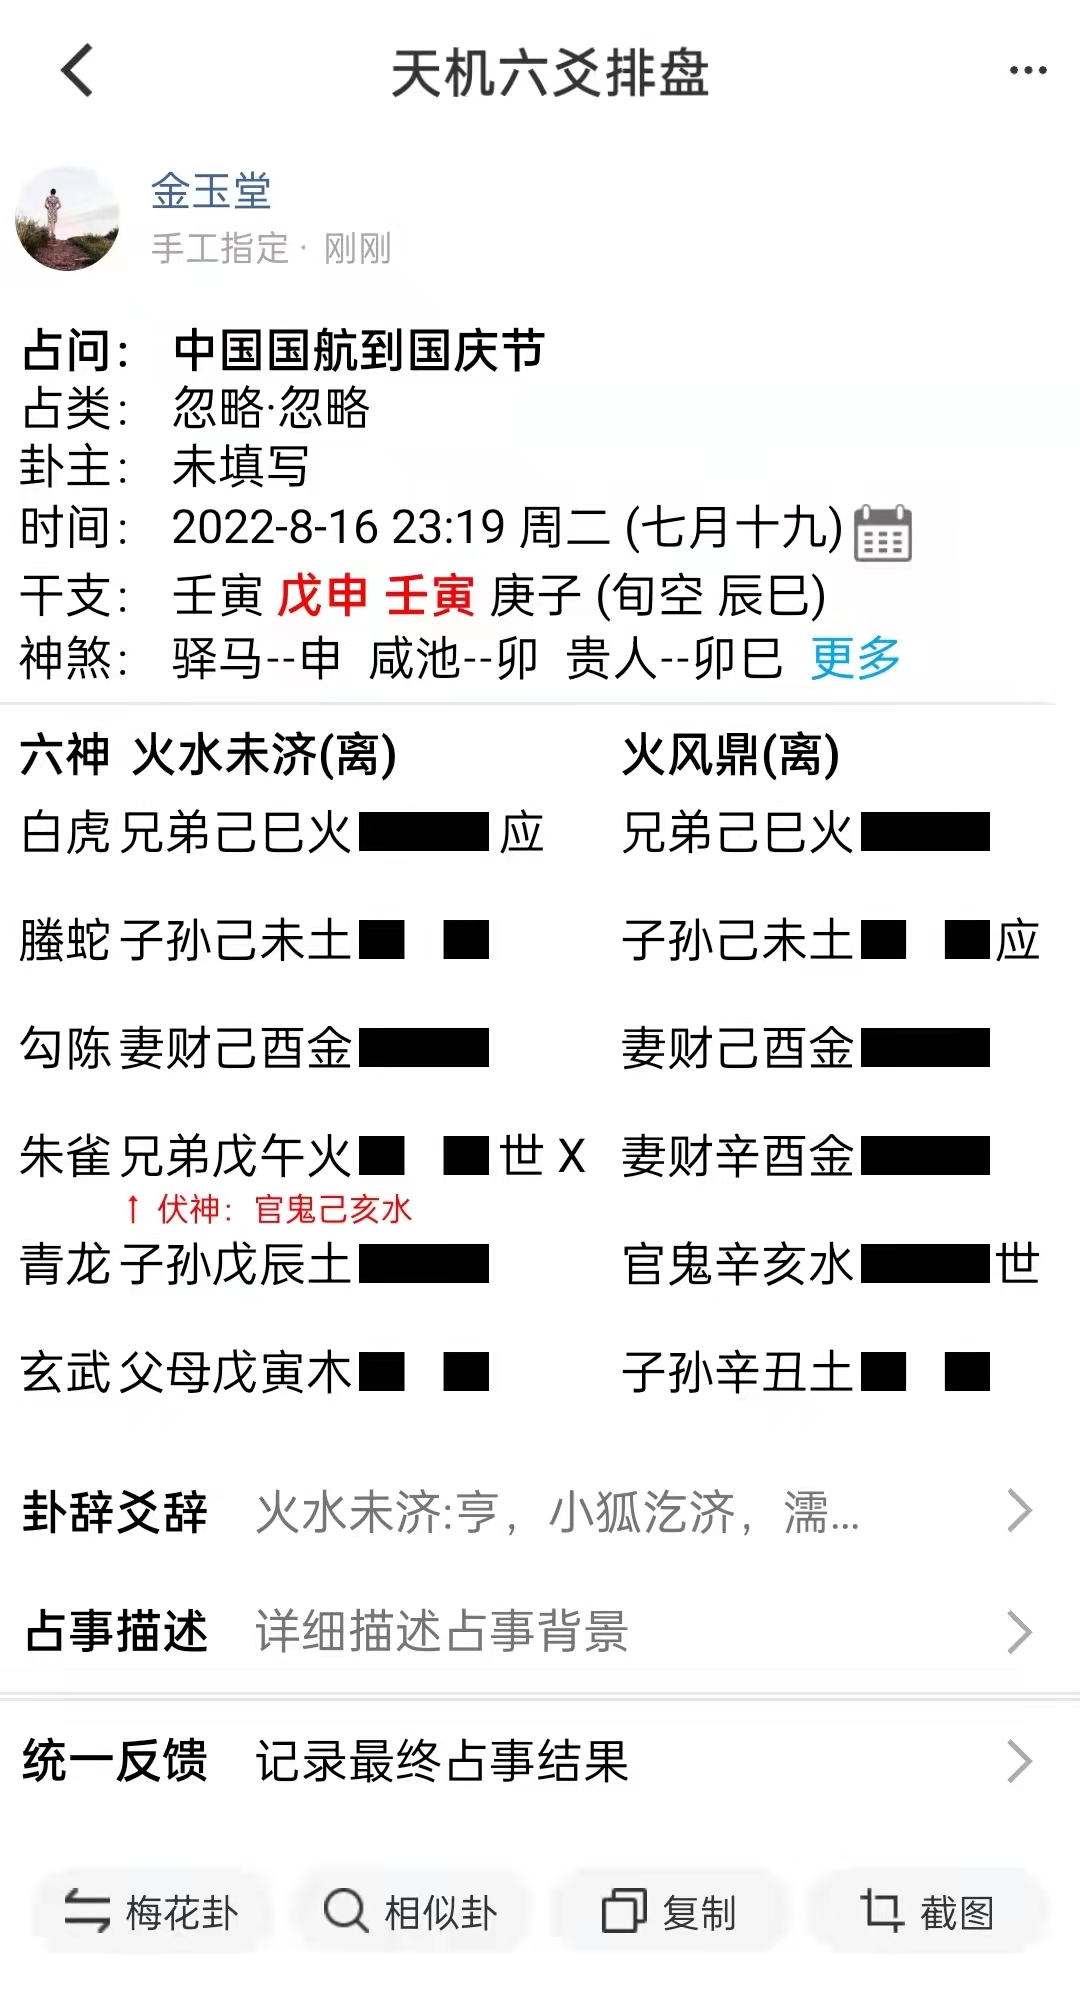 天机六爻排盘
金玉堂
手工指定· 刚刚
占问： 中国国航到国庆节
占类： 忽略·忽略
卦主： 未填写
时间： 2022-8-16 23:19 周二 (七月十九)
干支： 壬寅 戊申 壬寅 庚子 (旬空 辰巳)
神煞： 驿马--申 咸池--卯 贵人--卯巳 更多
六神 火水未济(离) 火风鼎(离)
白虎 兄弟己巳火 应 兄弟己巳火
螣蛇 子孙己未土 子孙己未土 应
勾陈 妻财己酉金 妻财己酉金
朱雀 兄弟戊午火 世 X 妻财辛酉金
↑ 伏神：官鬼己亥水
青龙 子孙戊辰土 官鬼辛亥水 世
玄武 父母戊寅木 子孙辛丑土
卦辞爻辞 火水未济:亨，小狐汔济，濡...
占事描述 详细描述占事背景
统一反馈 记录最终占事结果
梅花卦 相似卦 复制 截图